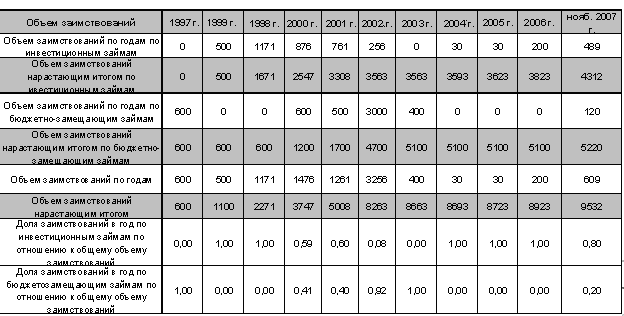 Объем заимствований 1997 г. 1999 г. 1998 г. 2000 г. 2001 г. 2002.г. 2003 г. 2004 г. 2005 г. 2006 г. нояб. 2007 г.
Объем заимствований по годам по
инвестиционным займам
0 500 1171 876 761 256 0 30 30 200 489
Объем заимствований
нарастающим итогом по
ивестиционным займам
0 500 1671 2547 3308 3563 3563 3593 3623 3823 4312
Объем заимствований по годам по
бюджетно-замещающим займам
600 0 0 600 500 3000 400 0 0 0 120
Объем заимствований
нарастающим итогом по бюджетно-
замещающим займам
600 600 600 1200 1700 4700 5100 5100 5100 5100 5220
Объем заимствований по годам 600 500 1171 1476 1261 3256 400 30 30 200 609
Объем заимствований
нарастающим итогом
600 1100 2271 3747 5008 8263 8663 8693 8723 8923 9532
Доля заимствований в год по
инвестиционным займам по
отношению к общему объему
заимствований
0,00 1,00 1,00 0,59 0,60 0,08 0,00 1,00 1,00 1,00 0,80
Доля заимствований в год по
бюджетозамещающим займам по
отношению к общему объему
заимствований
1,00 0,00 0,00 0,41 0,40 0,92 1,00 0,00 0,00 0,00 0,20